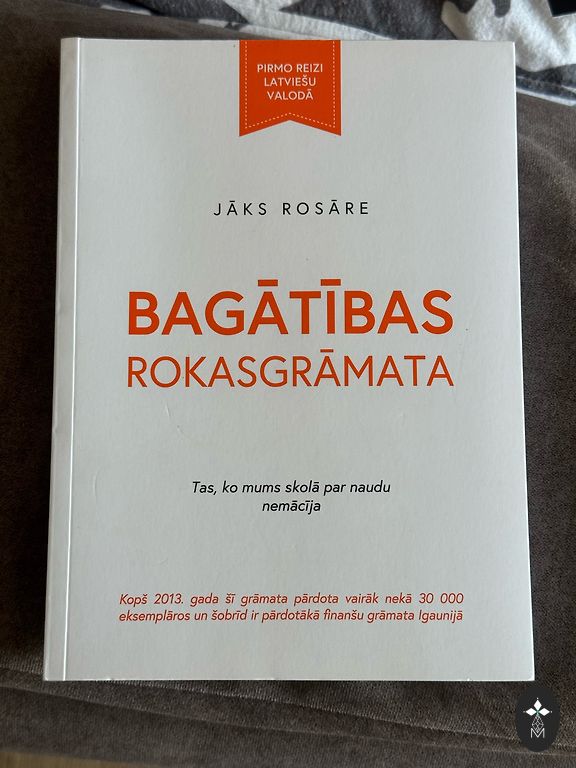 PIRMO REIZI
LATVIEŠU
VALODĀ
JĀKS ROSĀRE
BAGĀTĪBAS
ROKASGRĀMATA
Tas, ko mums skolā par naudu
nemācīja
Kopš 2013. gada šī grāmata pārdota vairāk nekā 30 000
eksemplāros un šobrīd ir pārdotākā finanšu grāmata Igaunijā
M